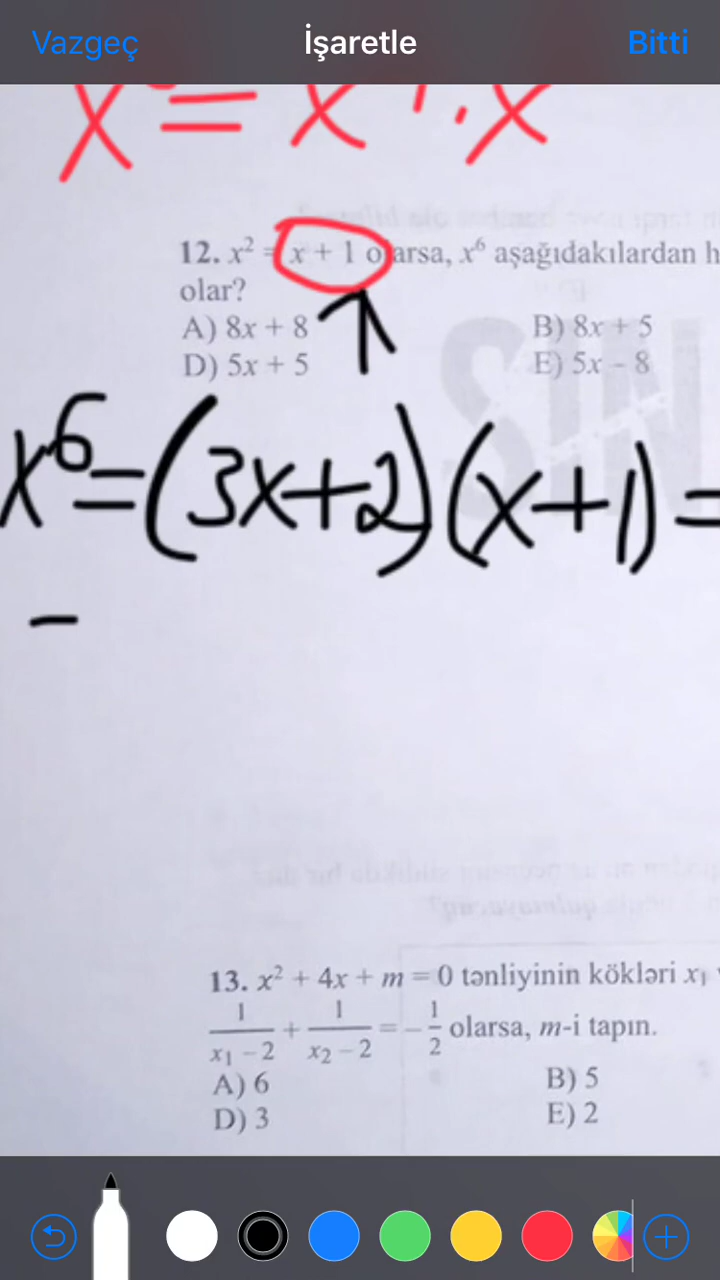 Vazgeç İşaretle Bitti
x = x · x
12. x² = x + 1 olarsa, x⁶ aşağıdakılardan h
olar?
A) 8x + 8 B) 8x + 5
D) 5x + 5 E) 5x – 8
SIN
x⁶=(3x+2)(x+1)=
–
13. x² + 4x + m = 0 tənliyinin kökləri x₁
1/(x₁ – 2) + 1/(x₂ – 2) = – 1/2 olarsa, m-i tapın.
A) 6 B) 5
D) 3 E) 2